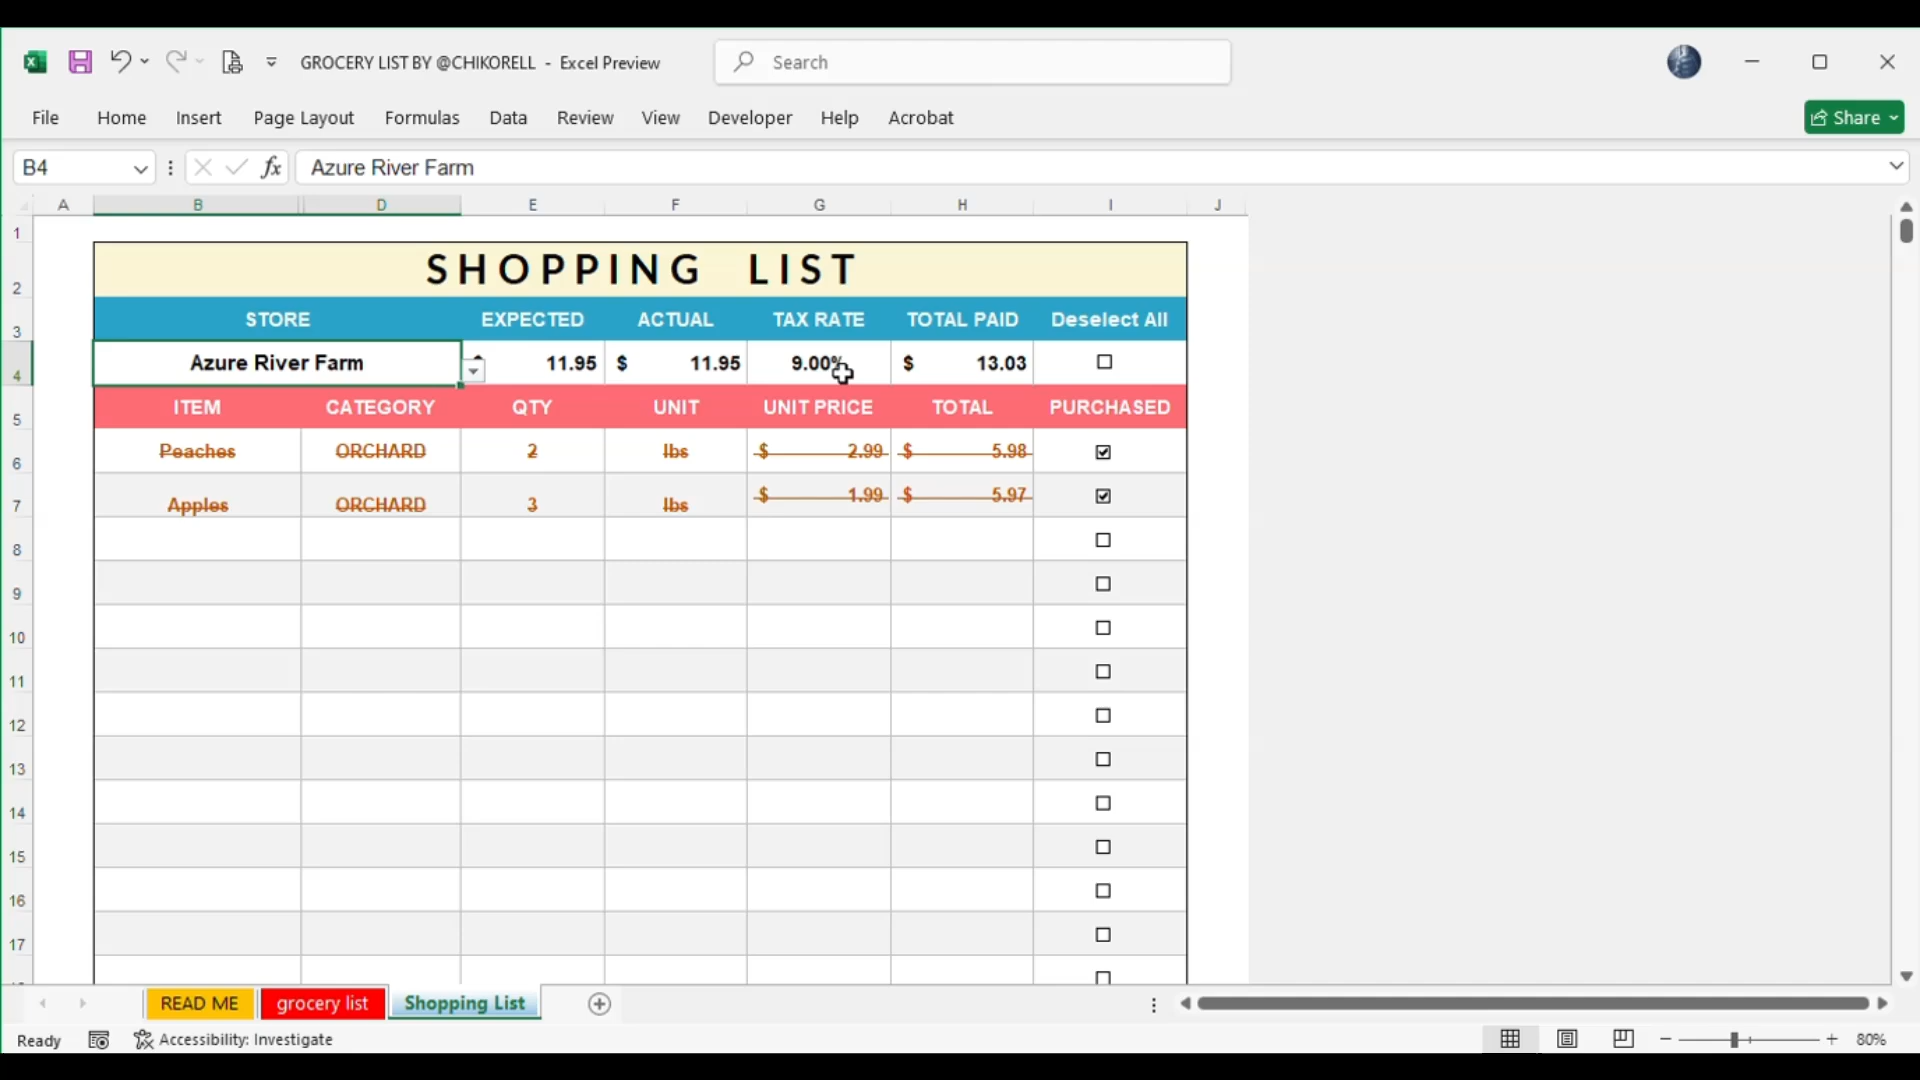 GROCERY LIST BY @CHIKORELL - Excel Preview
Search
File Home Insert Page Layout Formulas Data Review View Developer Help Acrobat
Share
B4
fx
Azure River Farm
A B D E F G H I J
1
SHOPPING LIST
2
STORE EXPECTED ACTUAL TAX RATE TOTAL PAID Deselect All
3
Azure River Farm 11.95 $ 11.95 9.00% $ 13.03
4
ITEM CATEGORY QTY UNIT UNIT PRICE TOTAL PURCHASED
5
Peaches ORCHARD 2 lbs $ 2.99 $ 5.98
6
Apples ORCHARD 3 lbs $ 1.99 $ 5.97
7
8
9
10
11
12
13
14
15
16
17
READ ME grocery list Shopping List
Ready Accessibility: Investigate 80%